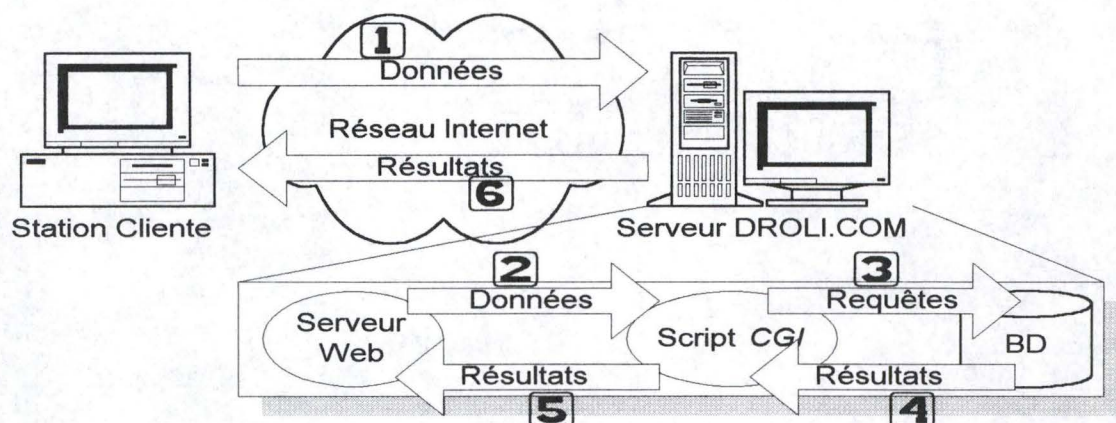 1
Données
Réseau Internet
Résultats
6
Station Cliente
Serveur DROLI.COM
2
3
Données
Requêtes
Serveur
Web
Script CGI
BD
Résultats
Résultats
5
4